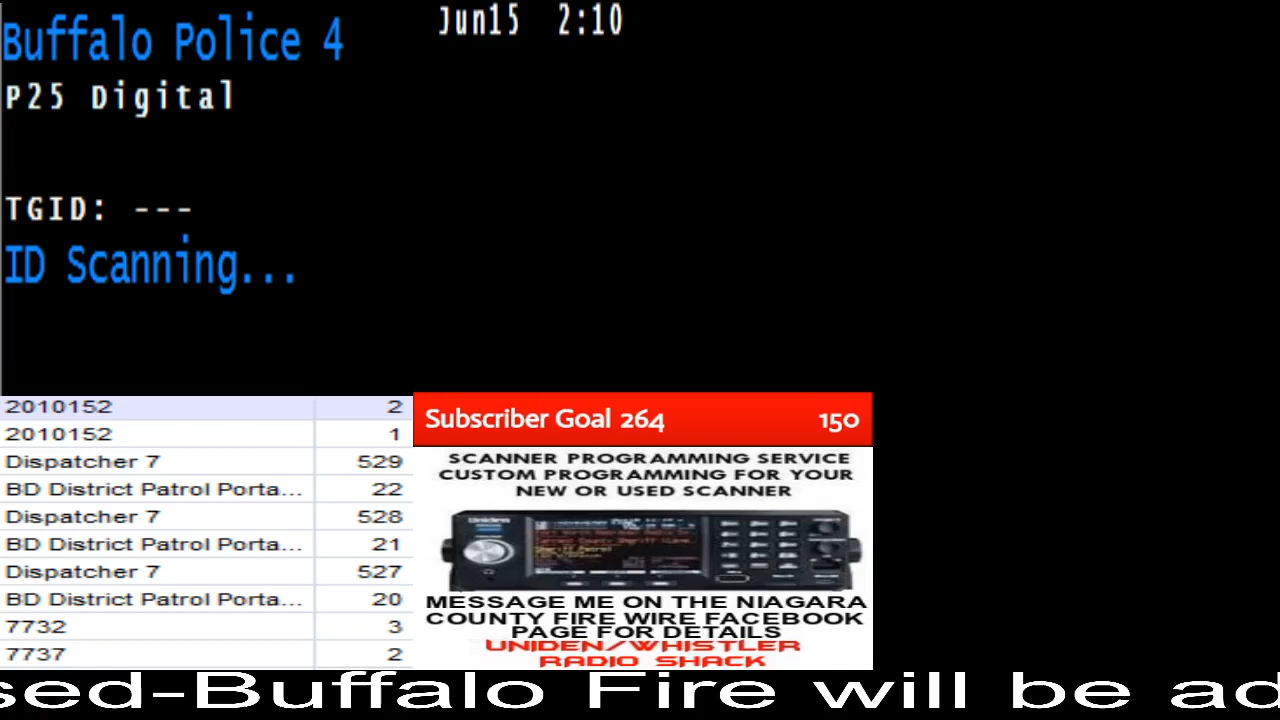 Buffalo Police 4
Jun15 2:10
P25 Digital
TGID: ---
ID Scanning...
2010152 2
2010152 1
Dispatcher 7 529
BD District Patrol Porta... 22
Dispatcher 7 528
BD District Patrol Porta... 21
Dispatcher 7 527
BD District Patrol Porta... 20
7732 3
7737 2
Subscriber Goal 264 150
SCANNER PROGRAMMING SERVICE
CUSTOM PROGRAMMING FOR YOUR
NEW OR USED SCANNER
Uniden
MESSAGE ME ON THE NIAGARA
COUNTY FIRE WIRE FACEBOOK
PAGE FOR DETAILS
UNIDEN/WHISTLER
RADIO SHACK
sed-Buffalo Fire will be ad